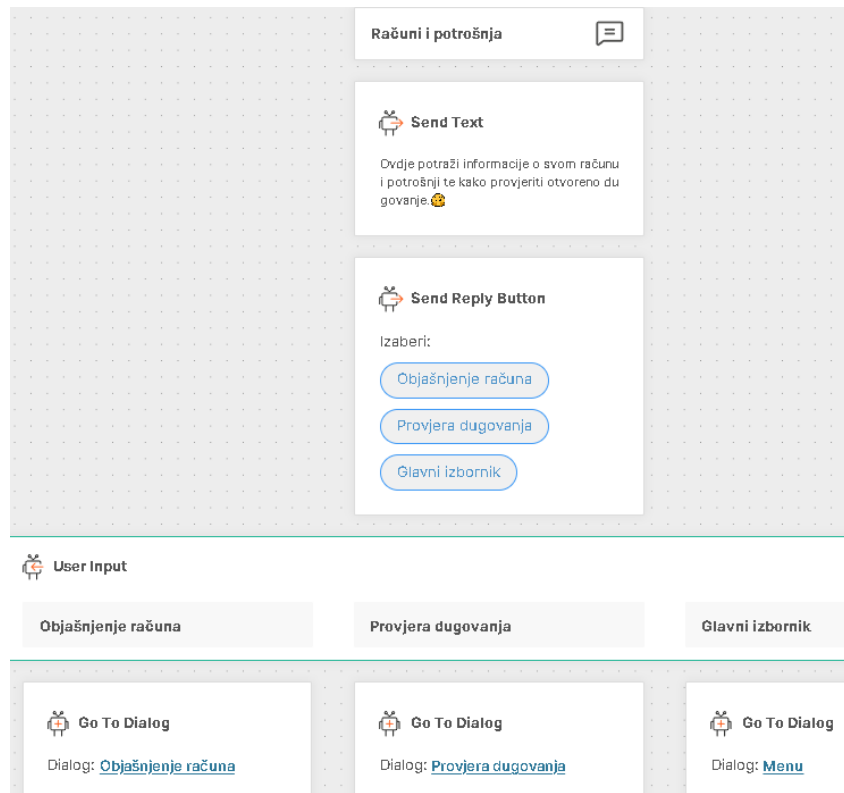 Računi i potrošnja
Send Text
Ovdje potraži informacije o svom računu
i potrošnji te kako provjeriti otvoreno du
govanje.
Send Reply Button
Izaberi:
Objašnjenje računa
Provjera dugovanja
Glavni izbornik
User Input
Objašnjenje računa Provjera dugovanja Glavni izbornik
Go To Dialog Go To Dialog Go To Dialog
Dialog: Objašnjenje računa Dialog: Provjera dugovanja Dialog: Menu